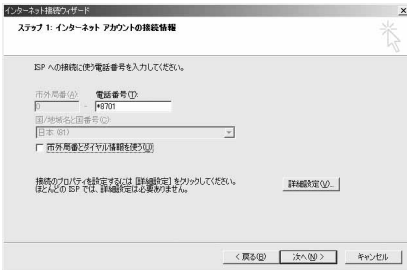 インターネット接続ウィザード
ステップ 1: インターネット アカウントの接続情報
ISP への接続に使う電話番号を入力してください。
市外局番(A): 電話番号(T):
0 - *8701
国/地域名と国番号(C):
日本 (81)
市外局番とダイヤル情報を使う(U)
接続のプロパティを設定するには [詳細設定] をクリックしてください。
ほとんどの ISP では、詳細設定は必要ありません。
詳細設定(V)...
< 戻る(B) 次へ(N) > キャンセル